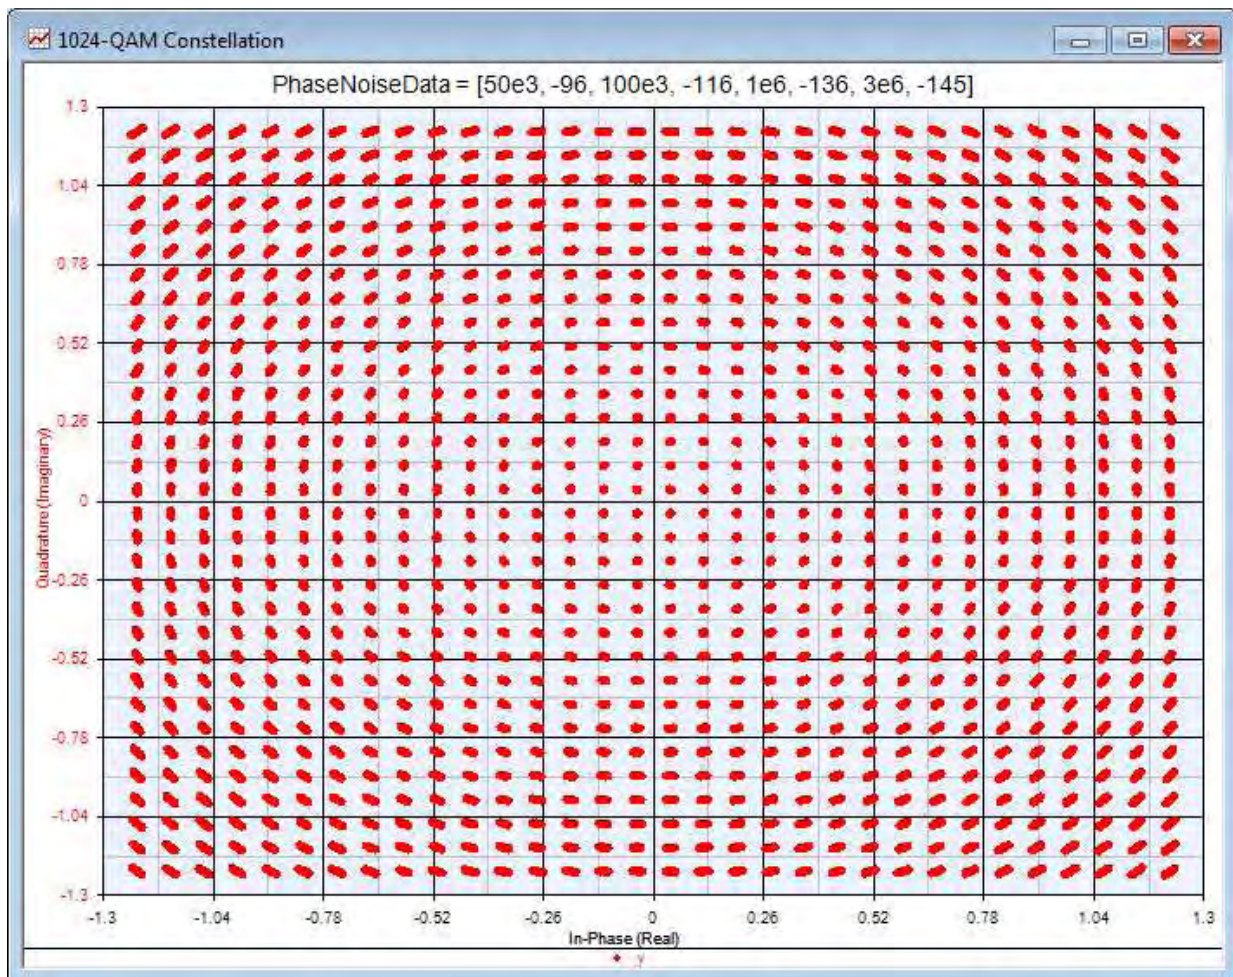 1024-QAM Constellation
PhaseNoiseData = [50e3, -96, 100e3, -116, 1e6, -136, 3e6, -145]
1.3
1.04
0.78
0.52
0.26
0
-0.26
-0.52
-0.78
-1.04
-1.3
Quadrature (Imaginary)
-1.3 -1.04 -0.78 -0.52 -0.26 0 0.26 0.52 0.78 1.04 1.3
In-Phase (Real)
y